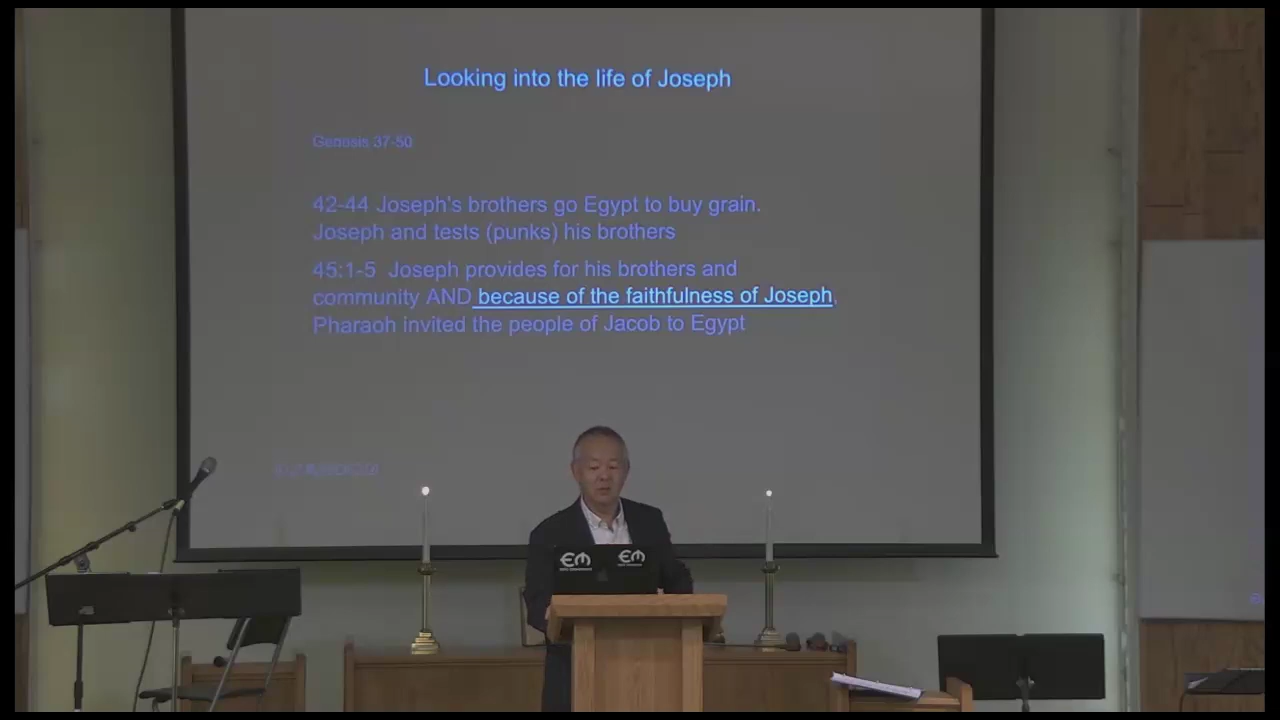 Looking into the life of Joseph
Genesis 37-50
42-44 Joseph's brothers go Egypt to buy grain.
Joseph and tests (punks) his brothers
45:1-5 Joseph provides for his brothers and
community AND because of the faithfulness of Joseph,
Pharaoh invited the people of Jacob to Egypt
EM
EM